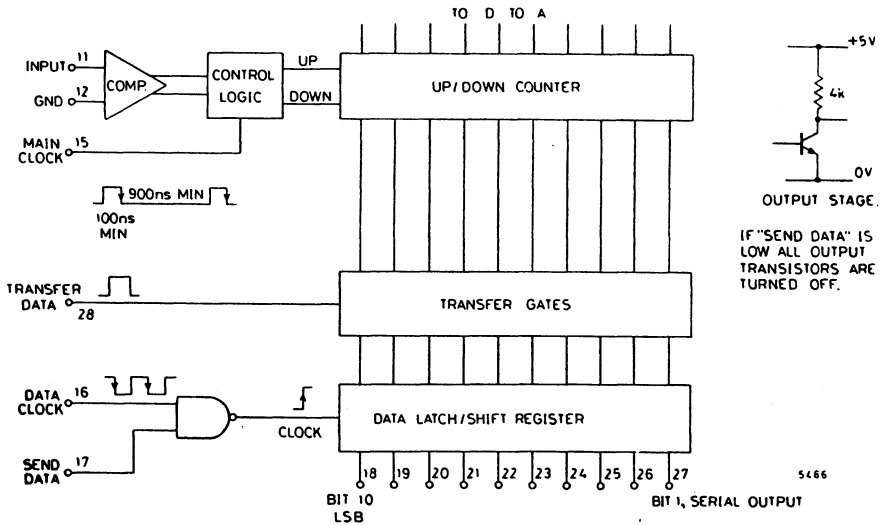 TO D TO A
INPUT 11
GND 12
COMP.
CONTROL
LOGIC
UP
DOWN
UP/DOWN COUNTER
MAIN
CLOCK
15
900ns MIN
100ns
MIN
+5V
4k
0V
OUTPUT STAGE.
IF "SEND DATA" IS
LOW ALL OUTPUT
TRANSISTORS ARE
TURNED OFF.
TRANSFER
DATA
28
TRANSFER GATES
DATA
CLOCK
16
SEND
DATA
17
CLOCK
DATA LATCH/SHIFT REGISTER
18 19 20 21 22 23 24 25 26 27
BIT 10
LSB
BIT 1, SERIAL OUTPUT
5466